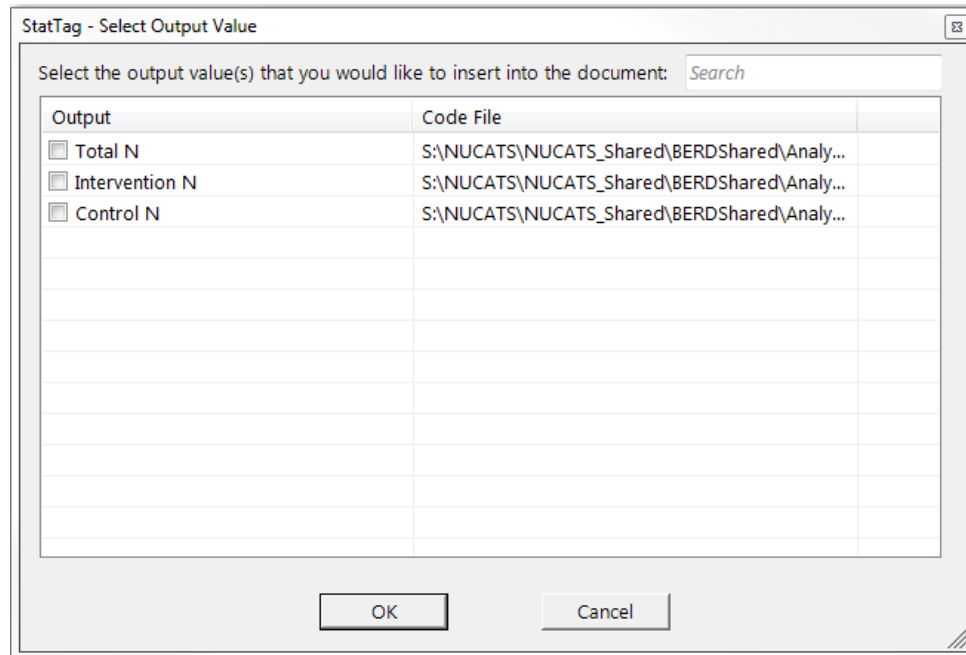 StatTag - Select Output Value
Select the output value(s) that you would like to insert into the document: Search
Output Code File
Total N S:\NUCATS\NUCATS_Shared\BERDShared\Analy...
Intervention N S:\NUCATS\NUCATS_Shared\BERDShared\Analy...
Control N S:\NUCATS\NUCATS_Shared\BERDShared\Analy...
OK Cancel